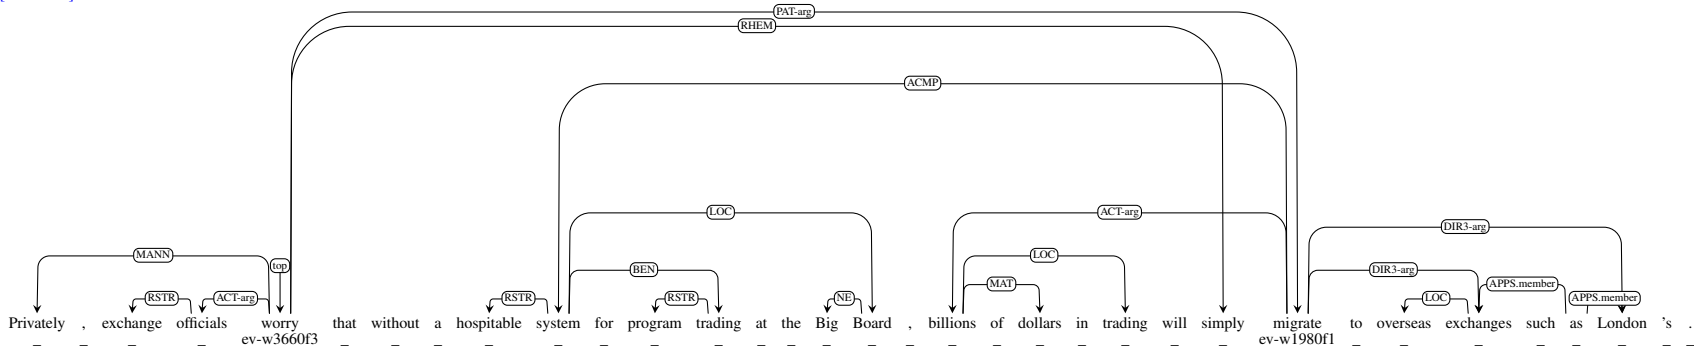 PAT-arg
RHEM
ACMP
LOC ACT-arg
DIR3-arg
MANN LOC
top
BEN DIR3-arg
MAT APPS.member
RSTR ACT-arg RSTR RSTR NE LOC APPS.member
Privately , exchange officials worry that without a hospitable system for program trading at the Big Board , billions of dollars in trading will simply migrate to overseas exchanges such as London 's .
_ _ _ _ ev-w3660f3 _ _ _ _ _ _ _ _ _ _ _ _ _ _ _ _ _ _ _ _ ev-w1980f1 _ _ _ _ _ _ _ _